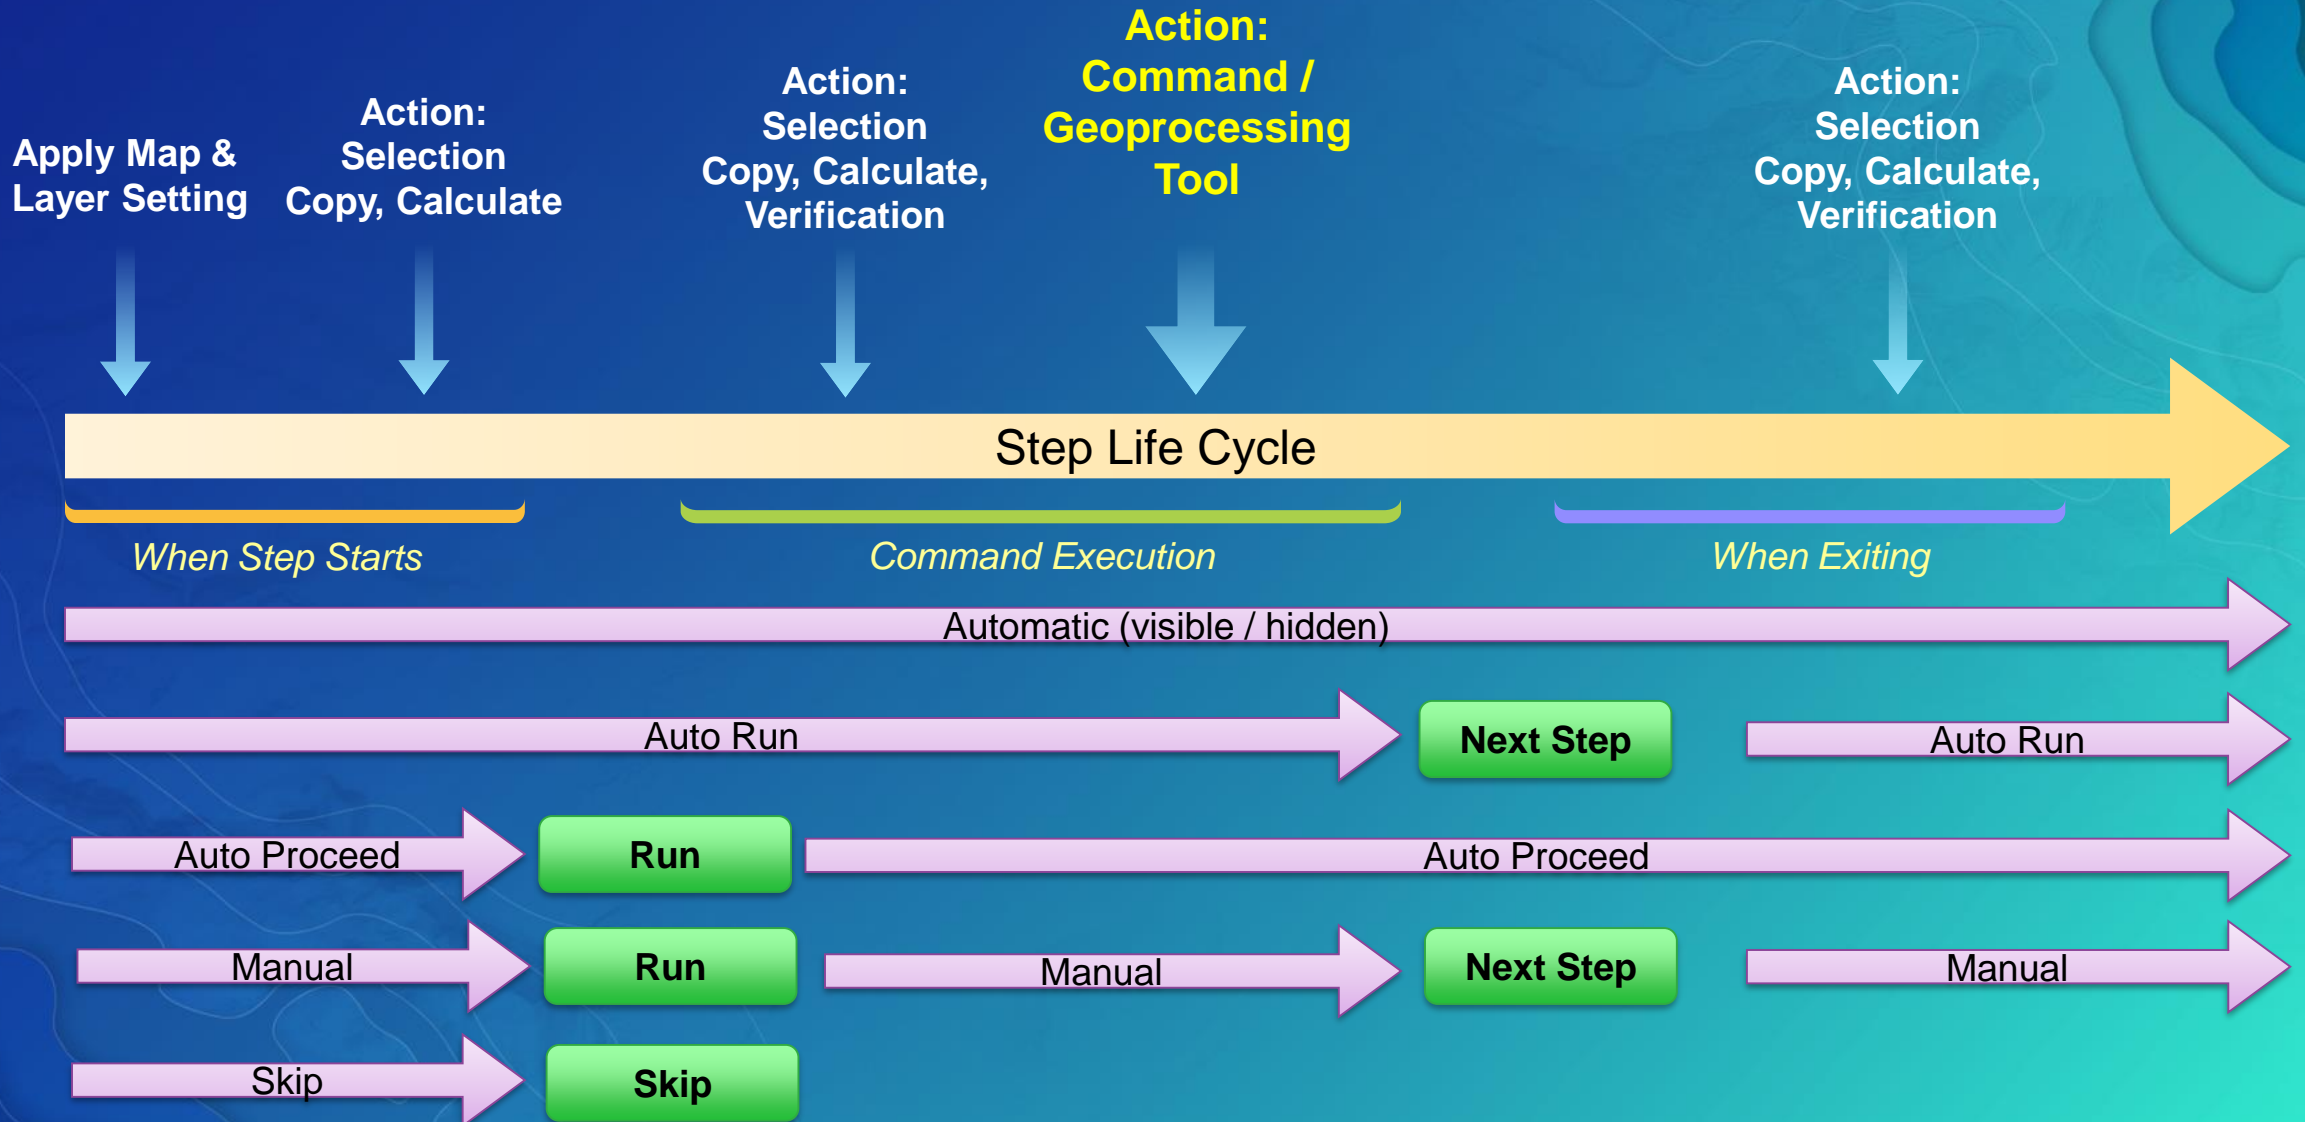 Apply Map &
Layer Setting
Action:
Selection
Copy, Calculate
Action:
Selection
Copy, Calculate,
Verification
Action:
Command /
Geoprocessing
Tool
Action:
Selection
Copy, Calculate,
Verification
Step Life Cycle
When Step Starts
Command Execution
When Exiting
Automatic (visible / hidden)
Auto Run
Next Step
Auto Run
Auto Proceed
Run
Auto Proceed
Manual
Run
Manual
Next Step
Manual
Skip
Skip